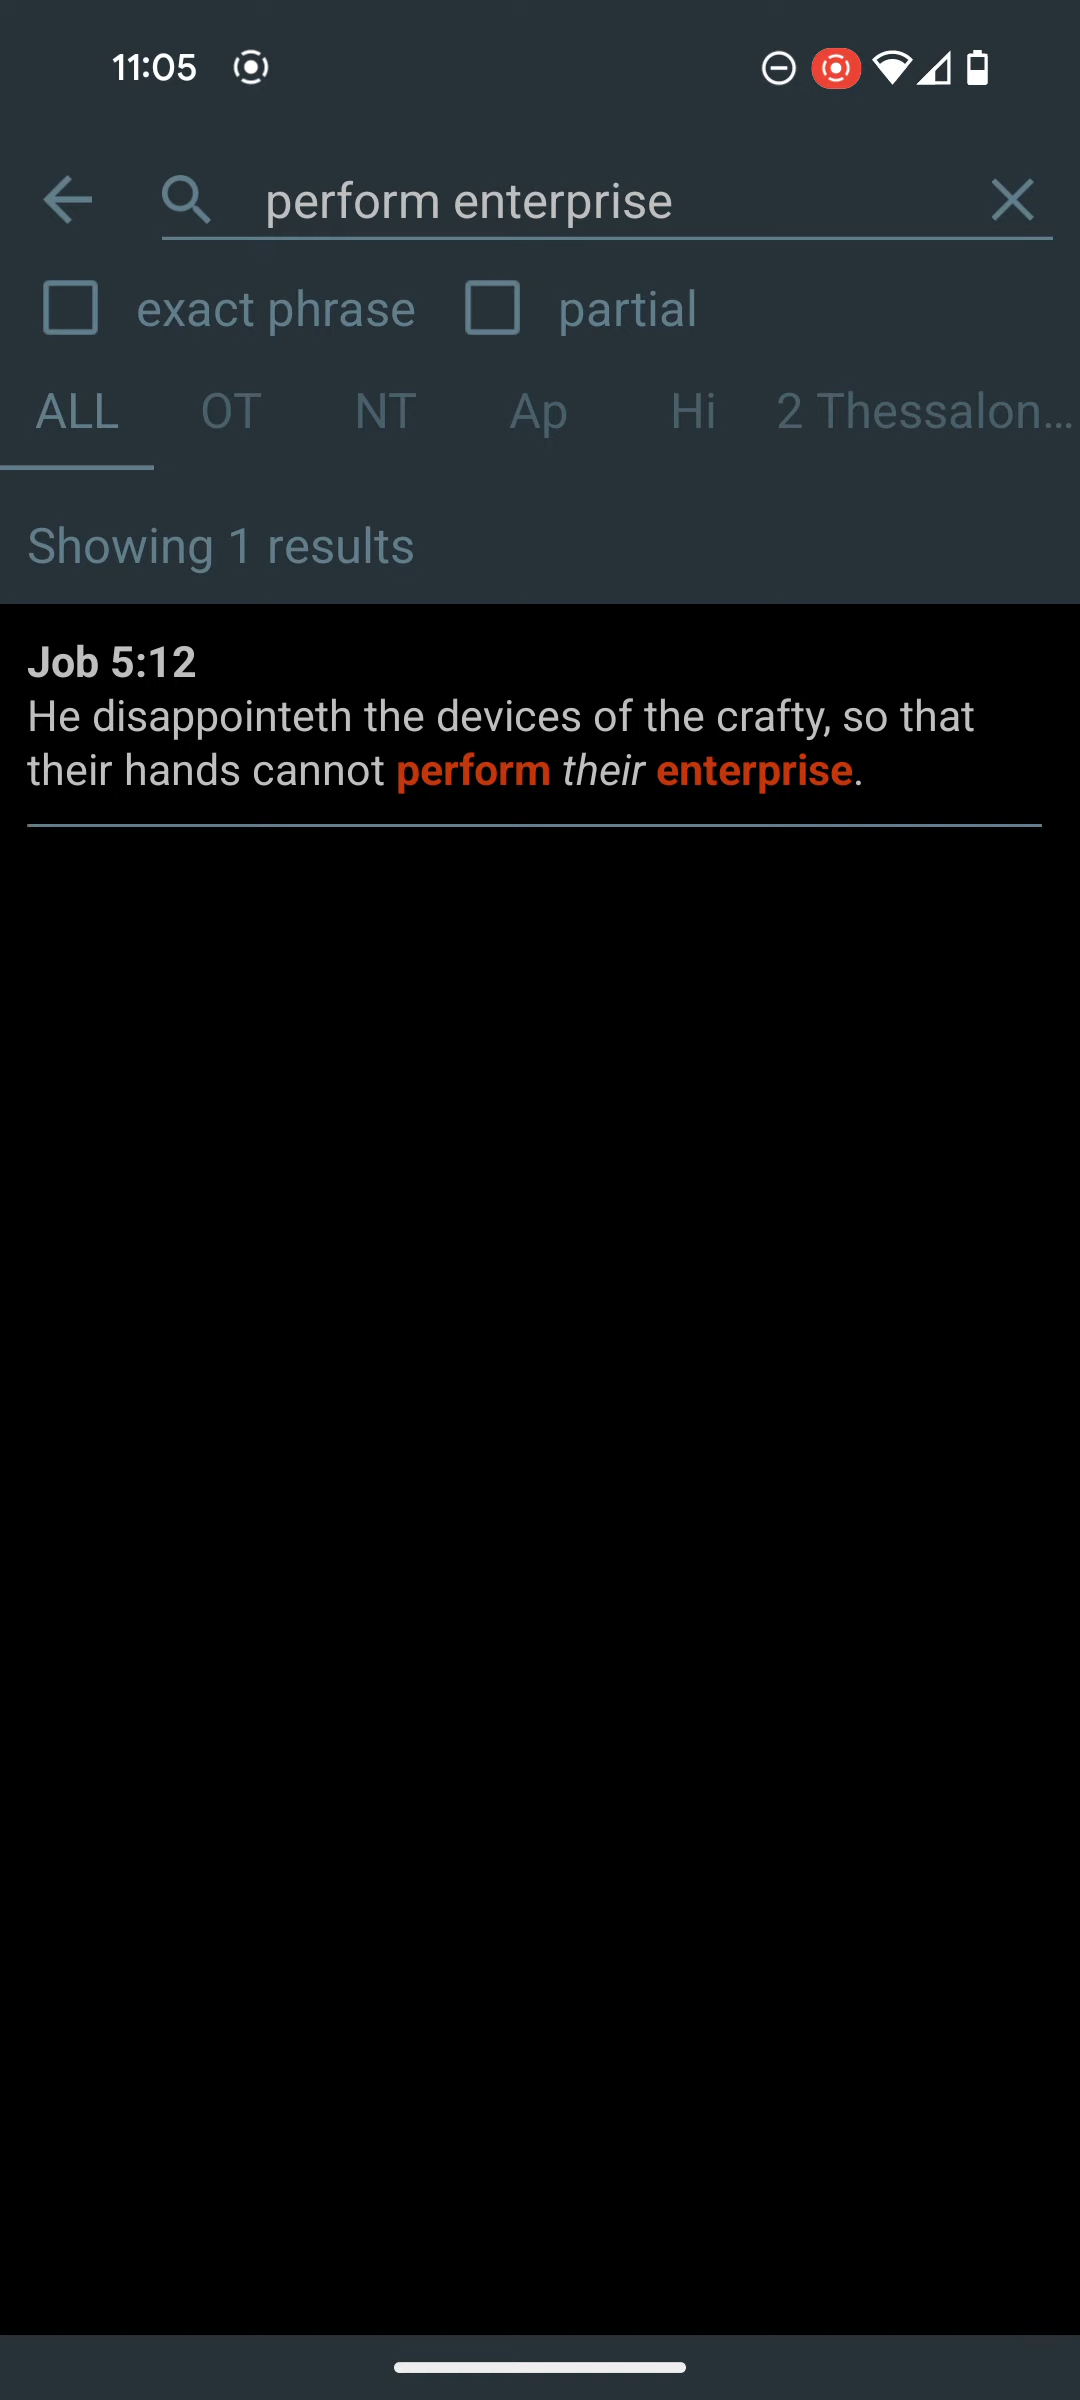 11:05
perform enterprise
exact phrase partial
ALL OT NT Ap Hi 2 Thessalon...
Showing 1 results
Job 5:12
He disappointeth the devices of the crafty, so that
their hands cannot perform their enterprise.